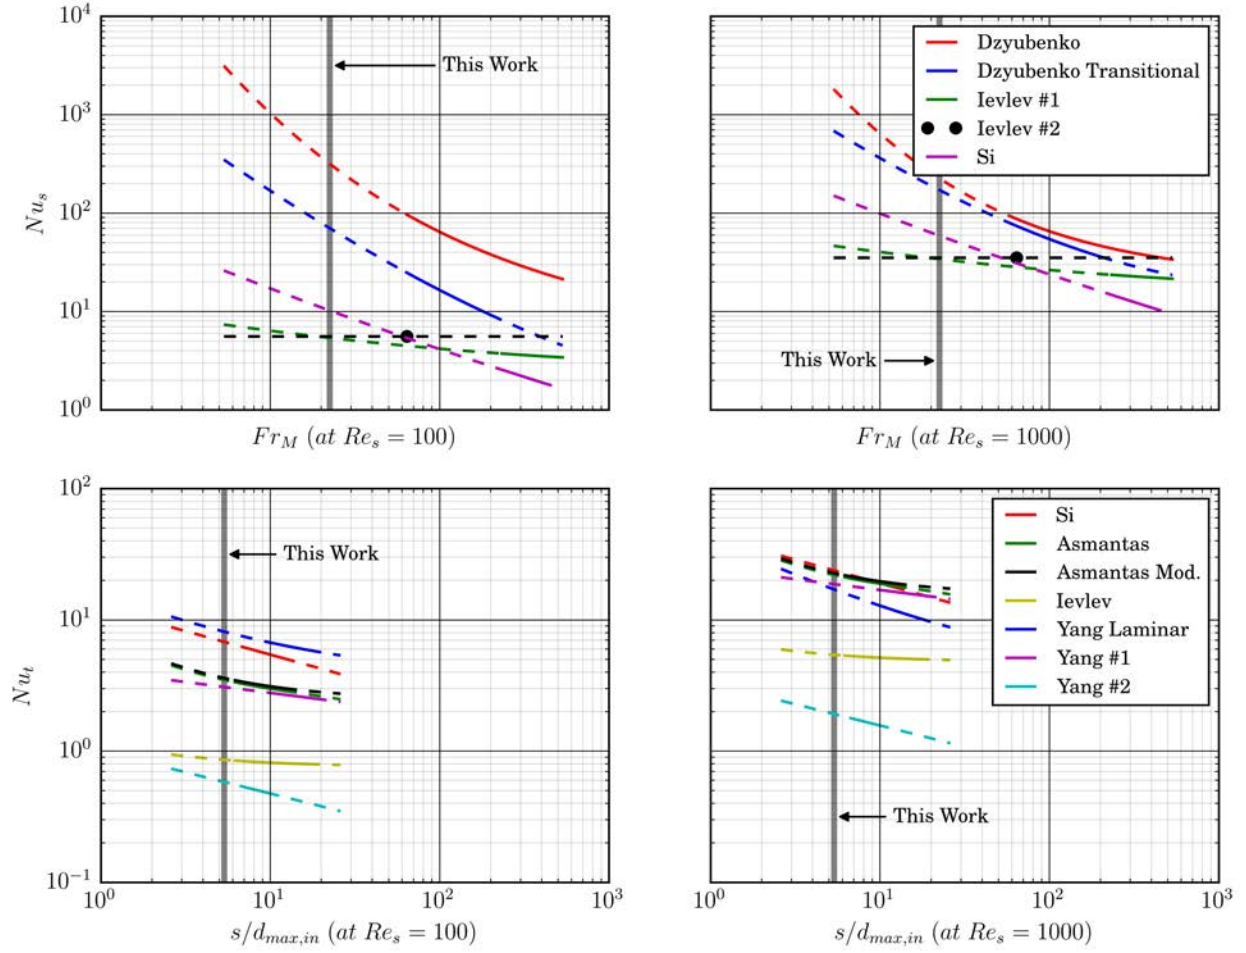 10^4
10^3
10^2
10^1
10^0
Nu_s
This Work
Fr_M (at Re_s = 100)
Dzyubenko
Dzyubenko Transitional
Ievlev #1
Ievlev #2
Si
This Work
Fr_M (at Re_s = 1000)
10^2
10^1
10^0
10^-1
Nu_t
This Work
10^0 10^1 10^2 10^3
s/d_max,in (at Re_s = 100)
Si
Asmantas
Asmantas Mod.
Ievlev
Yang Laminar
Yang #1
Yang #2
This Work
10^0 10^1 10^2 10^3
s/d_max,in (at Re_s = 1000)